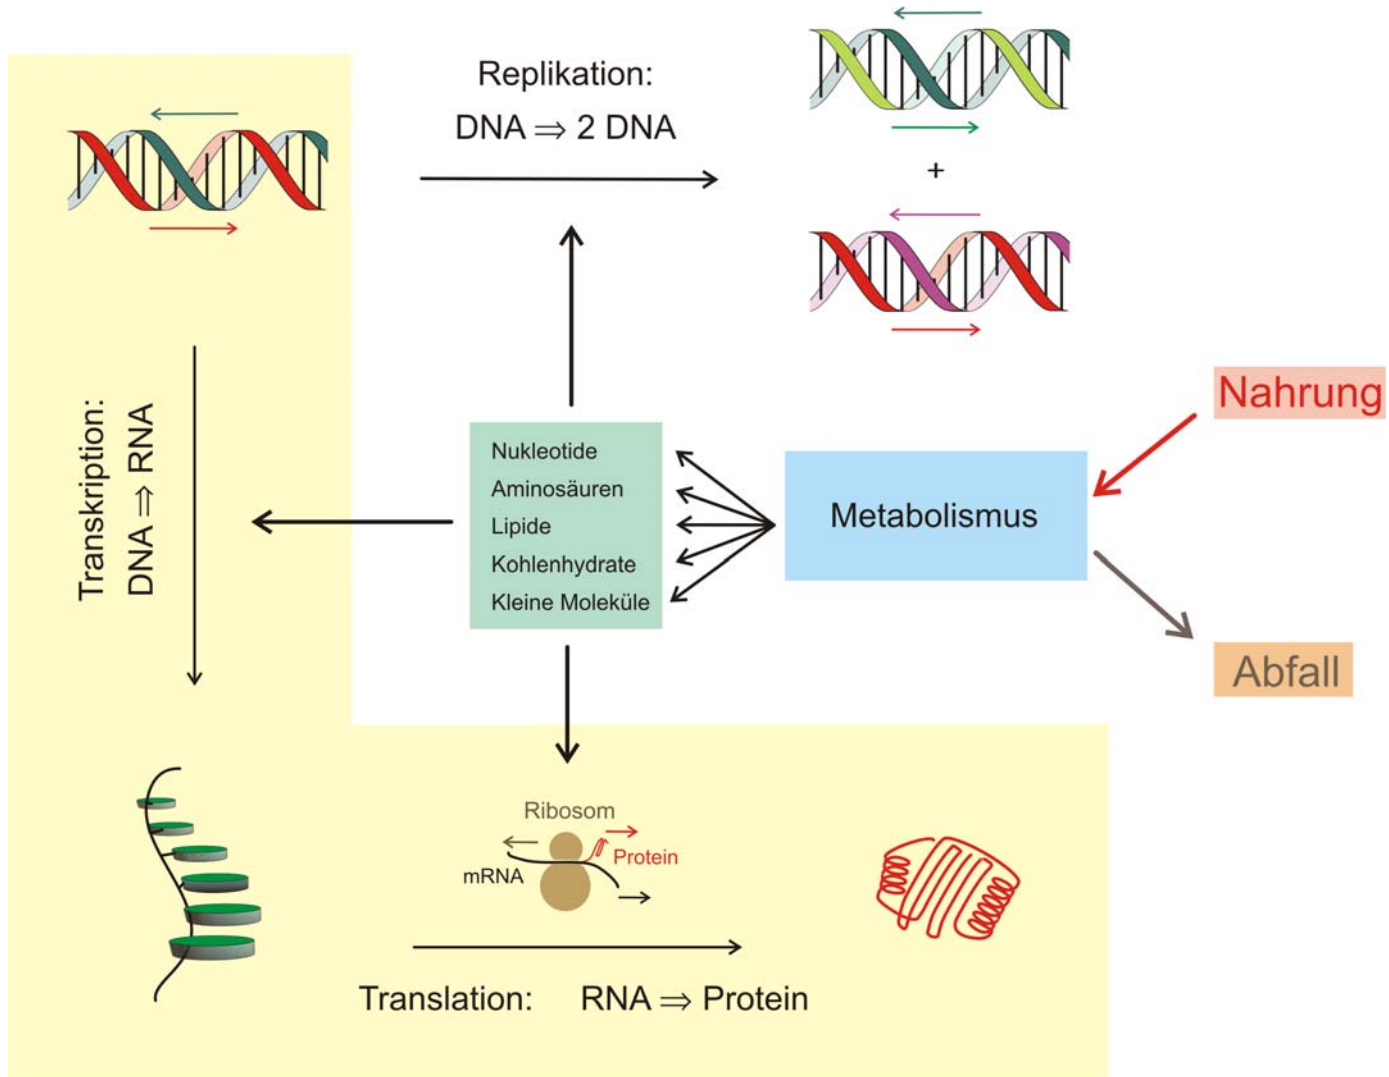 Replikation:
DNA ⇒ 2 DNA
+
Transkription:
DNA ⇒ RNA
Nukleotide
Aminosäuren
Lipide
Kohlenhydrate
Kleine Moleküle
Metabolismus
Nahrung
Abfall
Ribosom
Protein
mRNA
Translation: RNA ⇒ Protein